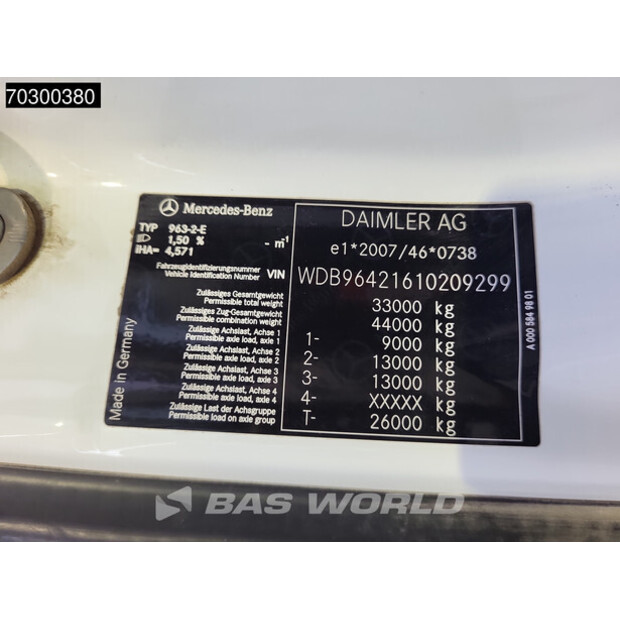 70300380
Mercedes-Benz
TYP 963-2-E
1,50 % - m⁻¹
iHA= 4,571
Fahrzeugidentifizierungsnummer
Vehicle Identification Number VIN
Zulässiges Gesamtgewicht
Permissible total weight
Zulässiges Zug-Gesamtgewicht
Permissible combination weight
Zulässige Achslast, Achse 1
Permissible axle load, axle 1
Zulässige Achslast, Achse 2
Permissible axle load, axle 2
Zulässige Achslast, Achse 3
Permissible axle load, axle 3
Zulässige Achslast, Achse 4
Permissible axle load, axle 4
Zulässige Last der Achsgruppe
Permissible load on axle group
Made in Germany
DAIMLER AG
e1*2007/46*0738
WDB96421610209299
33000 kg
44000 kg
1- 9000 kg
2- 13000 kg
3- 13000 kg
4- XXXXX kg
T- 26000 kg
A 000 584 98 01
BAS WORLD